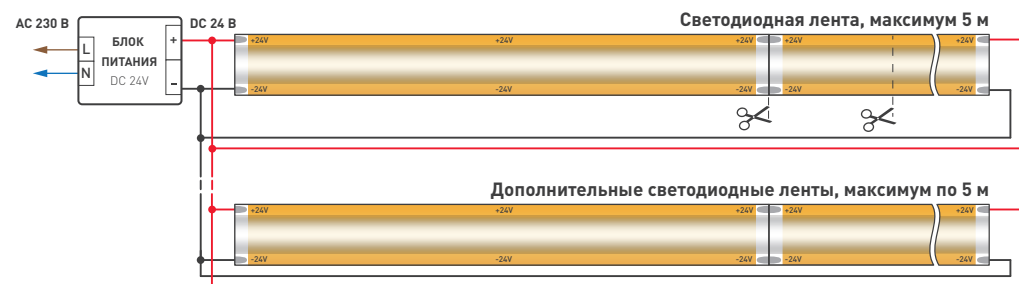 AC 230 В
DC 24 В
Светодиодная лента, максимум 5 м
L
N
БЛОК
ПИТАНИЯ
DC 24V
+
-
+24V +24V +24V +24V +24V
-24V -24V -24V -24V -24V
Дополнительные светодиодные ленты, максимум по 5 м
+24V +24V +24V +24V +24V
-24V -24V -24V -24V -24V